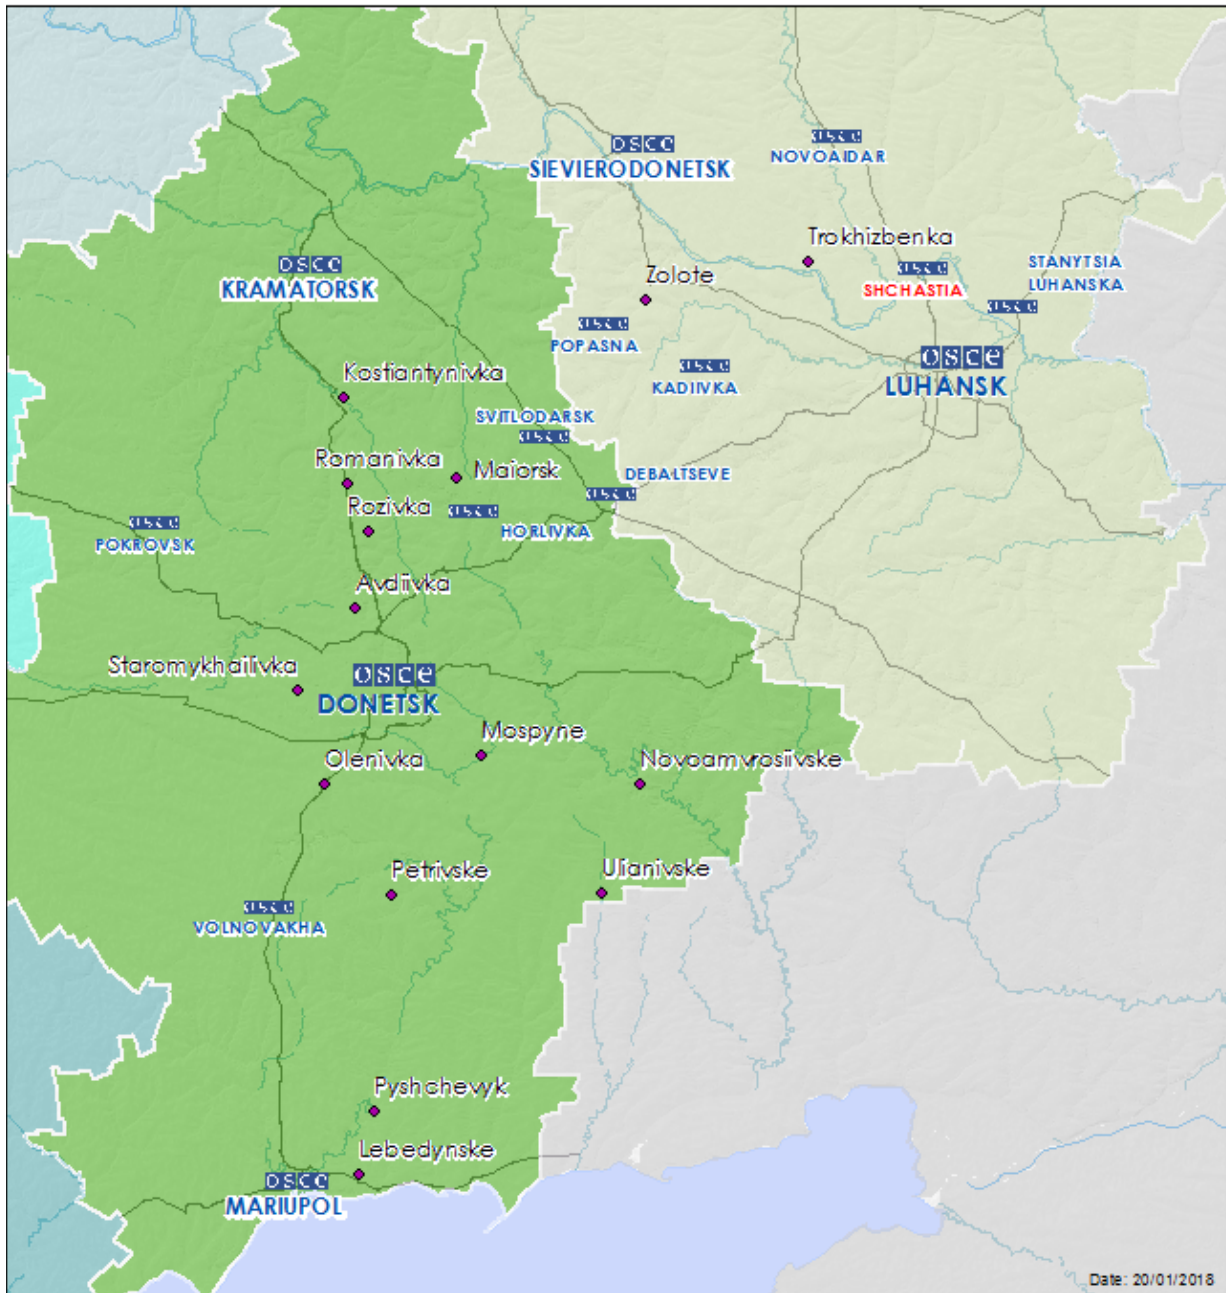 osce
SIEVIERODONETSK
osce
NOVOAIDAR
Trokhizbenka
osce
KRAMATORSK
Zolote
osce
SHCHASTIA
STANYTSIA
LUHANSKA
osce
osce
POPASNA
osce
KADIIVKA
osce
LUHANSK
Kostiantynivka
SVITLODARSK
osce
Romanivka
Maiorsk
DEBALTSEVE
osce
Rozivka
osce
HORLIVKA
osce
POKROVSK
Avdiivka
Staromykhailivka
osce
DONETSK
Mospyne
Olenivka
Novoamvrosiivske
Petrivske
Ulianivske
osce
VOLNOVAKHA
Pyshchevyk
Lebedynske
osce
MARIUPOL
Date: 20/01/2018